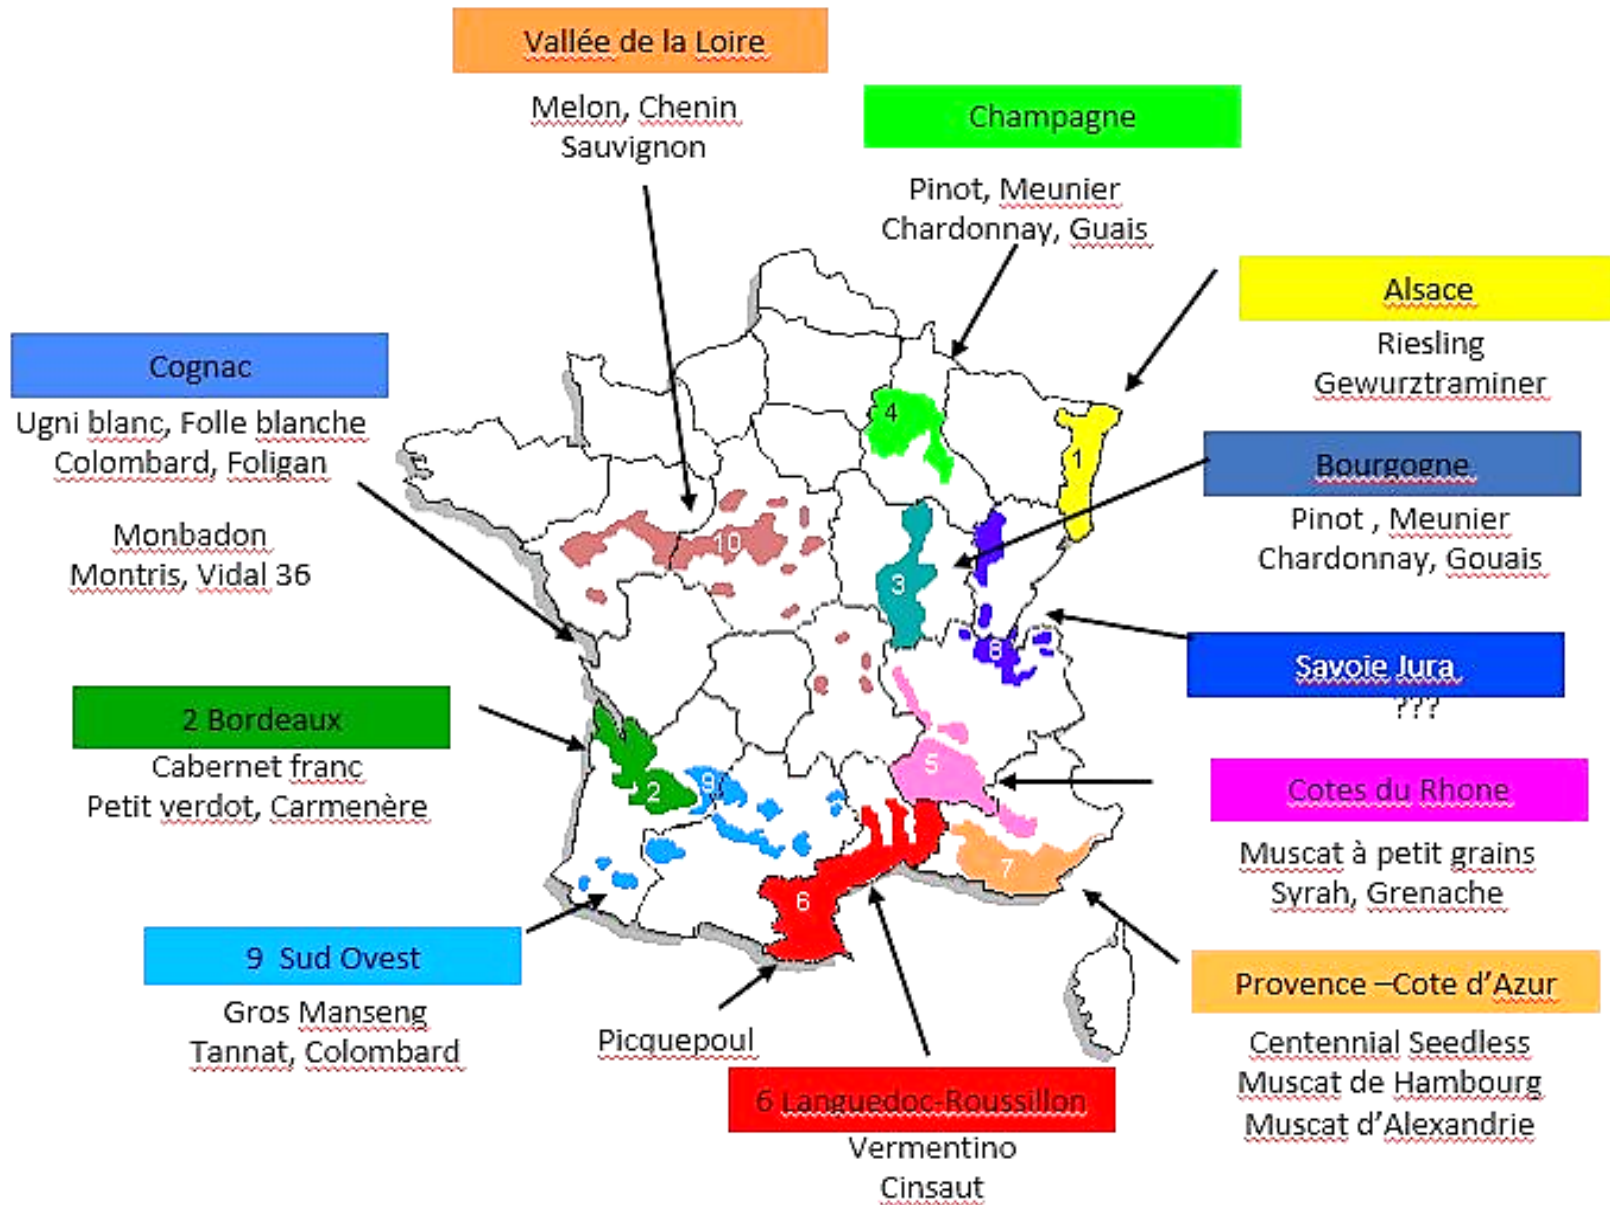 Vallée de la Loire
Melon, Chenin
Sauvignon
Champagne
Pinot, Meunier
Chardonnay, Guais
Alsace
Riesling
Gewurztraminer
Cognac
Ugni blanc, Folle blanche
Colombard, Foligan
Monbadon
Montris, Vidal 36
Bourgogne
Pinot , Meunier
Chardonnay, Gouais
Savoie Jura
???
2 Bordeaux
Cabernet franc
Petit verdot, Carmenère
Cotes du Rhone
Muscat à petit grains
Syrah, Grenache
9 Sud Ovest
Gros Manseng
Tannat, Colombard
Picquepoul
6 Languedoc-Roussillon
Vermentino
Cinsaut
Provence –Cote d’Azur
Centennial Seedless
Muscat de Hambourg
Muscat d’Alexandrie
4
1
10
3
8
5
9
2
7
6